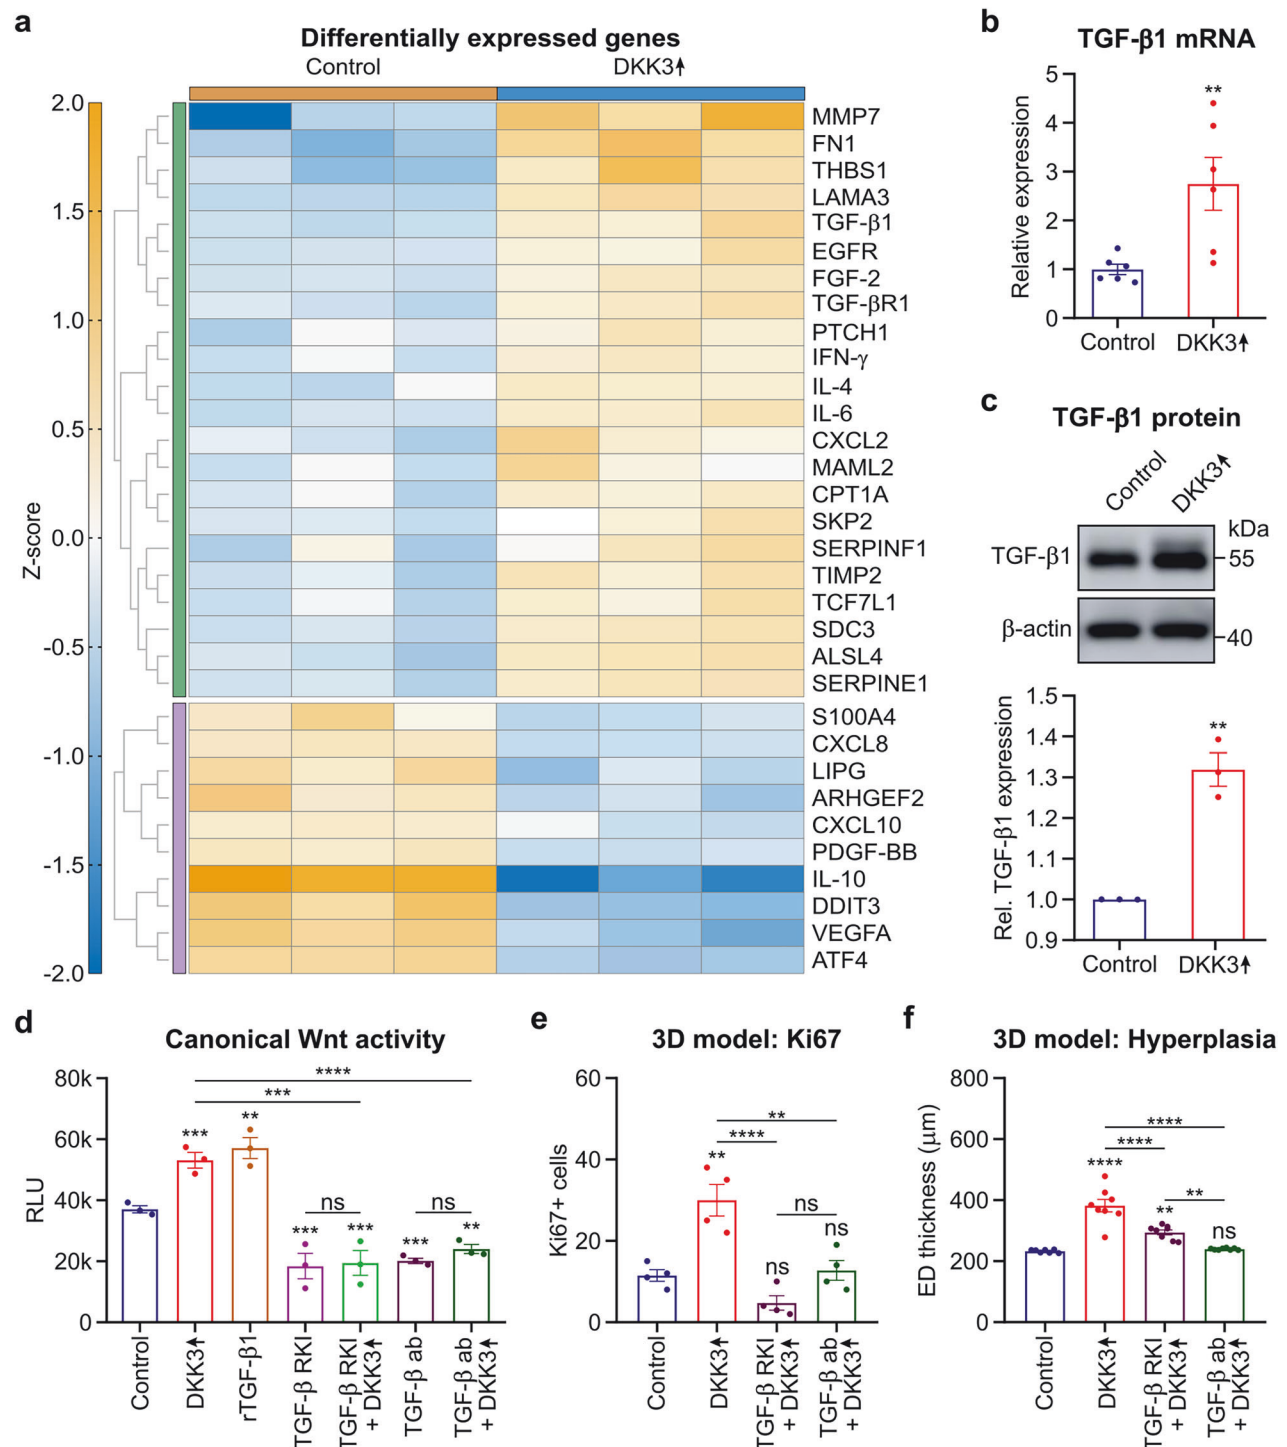 a
Differentially expressed genes
Control
DKK3↑
2.0
1.5
1.0
0.5
0.0
-0.5
-1.0
-1.5
-2.0
Z-score
MMP7
FN1
THBS1
LAMA3
TGF-β1
EGFR
FGF-2
TGF-βR1
PTCH1
IFN-γ
IL-4
IL-6
CXCL2
MAML2
CPT1A
SKP2
SERPINF1
TIMP2
TCF7L1
SDC3
ALSL4
SERPINE1
S100A4
CXCL8
LIPG
ARHGEF2
CXCL10
PDGF-BB
IL-10
DDIT3
VEGFA
ATF4
b
TGF-β1 mRNA
Relative expression
5
4
3
2
1
0
**
Control
DKK3↑
c
TGF-β1 protein
Control
DKK3↑
kDa
TGF-β1
55
β-actin
40
Rel. TGF-β1 expression
1.5
1.4
1.3
1.2
1.1
1.0
0.9
**
Control
DKK3↑
d
Canonical Wnt activity
RLU
80k
60k
40k
20k
0
****
***
***
**
ns
ns
***
***
***
**
Control
DKK3↑
rTGF-β1
TGF-β RKI
TGF-β RKI
+ DKK3↑
TGF-β ab
TGF-β ab
+ DKK3↑
e
3D model: Ki67
Ki67+ cells
60
40
20
0
**
****
**
ns
ns
ns
Control
DKK3↑
TGF-β RKI
+ DKK3↑
TGF-β ab
+ DKK3↑
f
3D model: Hyperplasia
ED thickness (μm)
800
600
400
200
0
****
****
****
**
**
ns
Control
DKK3↑
TGF-β RKI
+ DKK3↑
TGF-β ab
+ DKK3↑